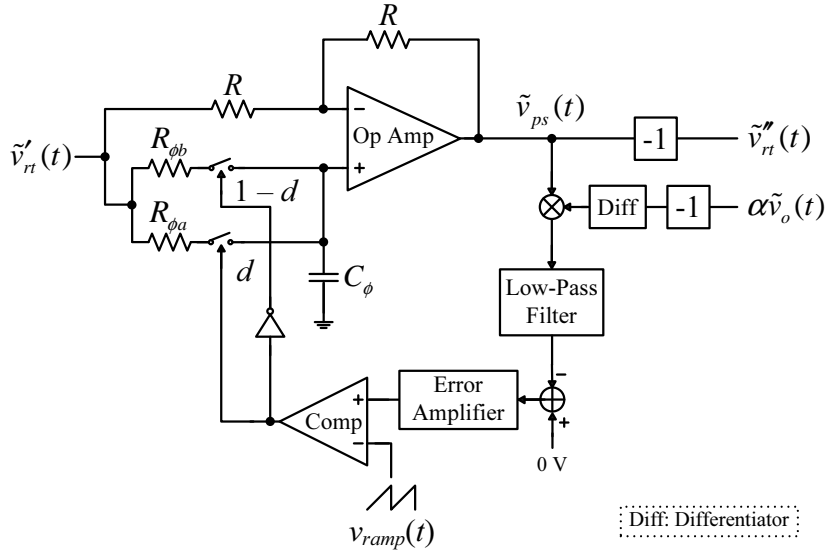 R
R
ṽ′rt(t)
Rϕb
Rϕa
1 − d
d
Cϕ
−
+
Op Amp
ṽps(t)
-1
ṽ″rt(t)
Diff
-1
αṽo(t)
Low-Pass
Filter
−
+
0 V
Error
Amplifier
+
−
Comp
vramp(t)
Diff: Differentiator